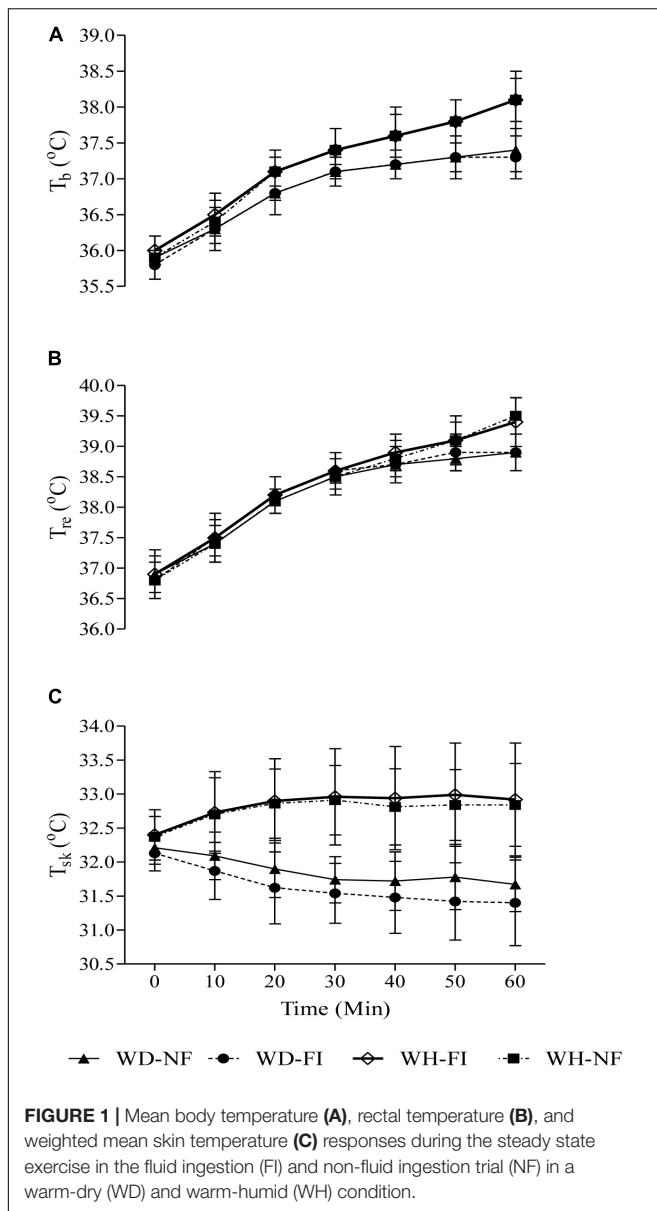 A
39.0
38.5
38.0
37.5
37.0
36.5
36.0
35.5
T_b (°C)
B
40.0
39.5
39.0
38.5
38.0
37.5
37.0
36.5
36.0
T_re (°C)
C
34.0
33.5
33.0
32.5
32.0
31.5
31.0
30.5
T_sk (°C)
0 10 20 30 40 50 60
Time (Min)
WD-NF WD-FI WH-FI WH-NF
FIGURE 1 | Mean body temperature (A), rectal temperature (B), and
weighted mean skin temperature (C) responses during the steady state
exercise in the fluid ingestion (FI) and non-fluid ingestion trial (NF) in a
warm-dry (WD) and warm-humid (WH) condition.